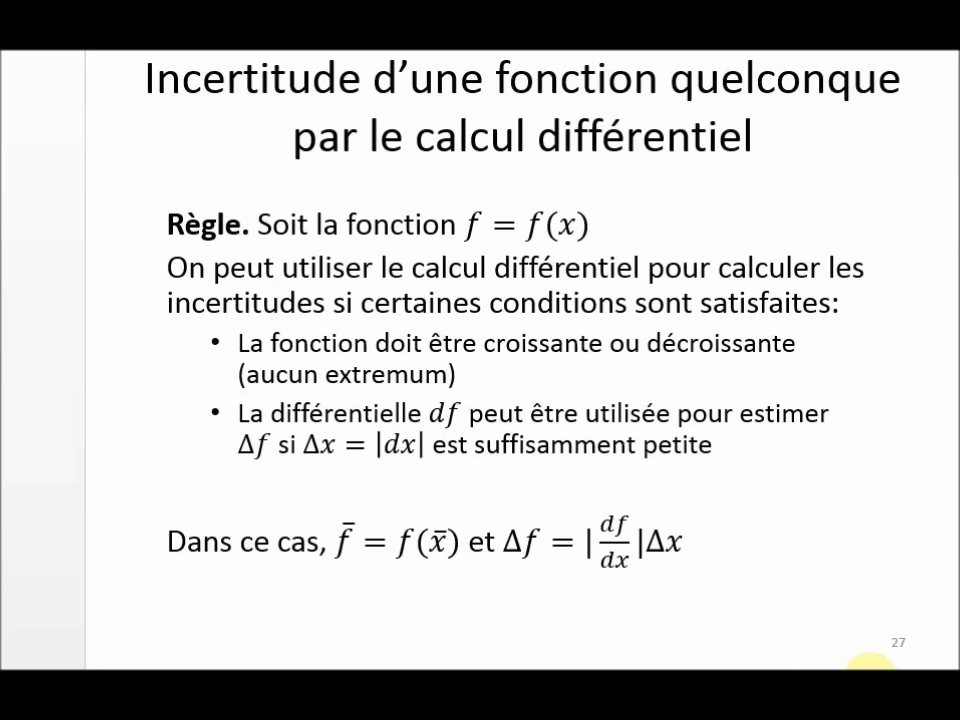 Incertitude d’une fonction quelconque
par le calcul différentiel
Règle. Soit la fonction f = f(x)
On peut utiliser le calcul différentiel pour calculer les
incertitudes si certaines conditions sont satisfaites:
• La fonction doit être croissante ou décroissante
(aucun extremum)
• La différentielle df peut être utilisée pour estimer
Δf si Δx = |dx| est suffisamment petite
Dans ce cas, f̄ = f(x̄) et Δf = |df/dx|Δx
27